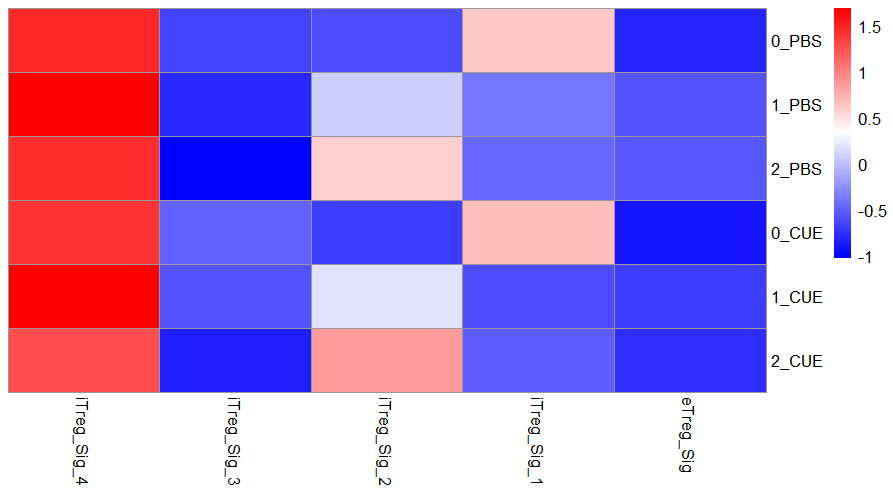 1.5
1
0.5
0
-0.5
-1
0_PBS
1_PBS
2_PBS
0_CUE
1_CUE
2_CUE
iTreg_Sig_4
iTreg_Sig_3
iTreg_Sig_2
iTreg_Sig_1
eTreg_Sig